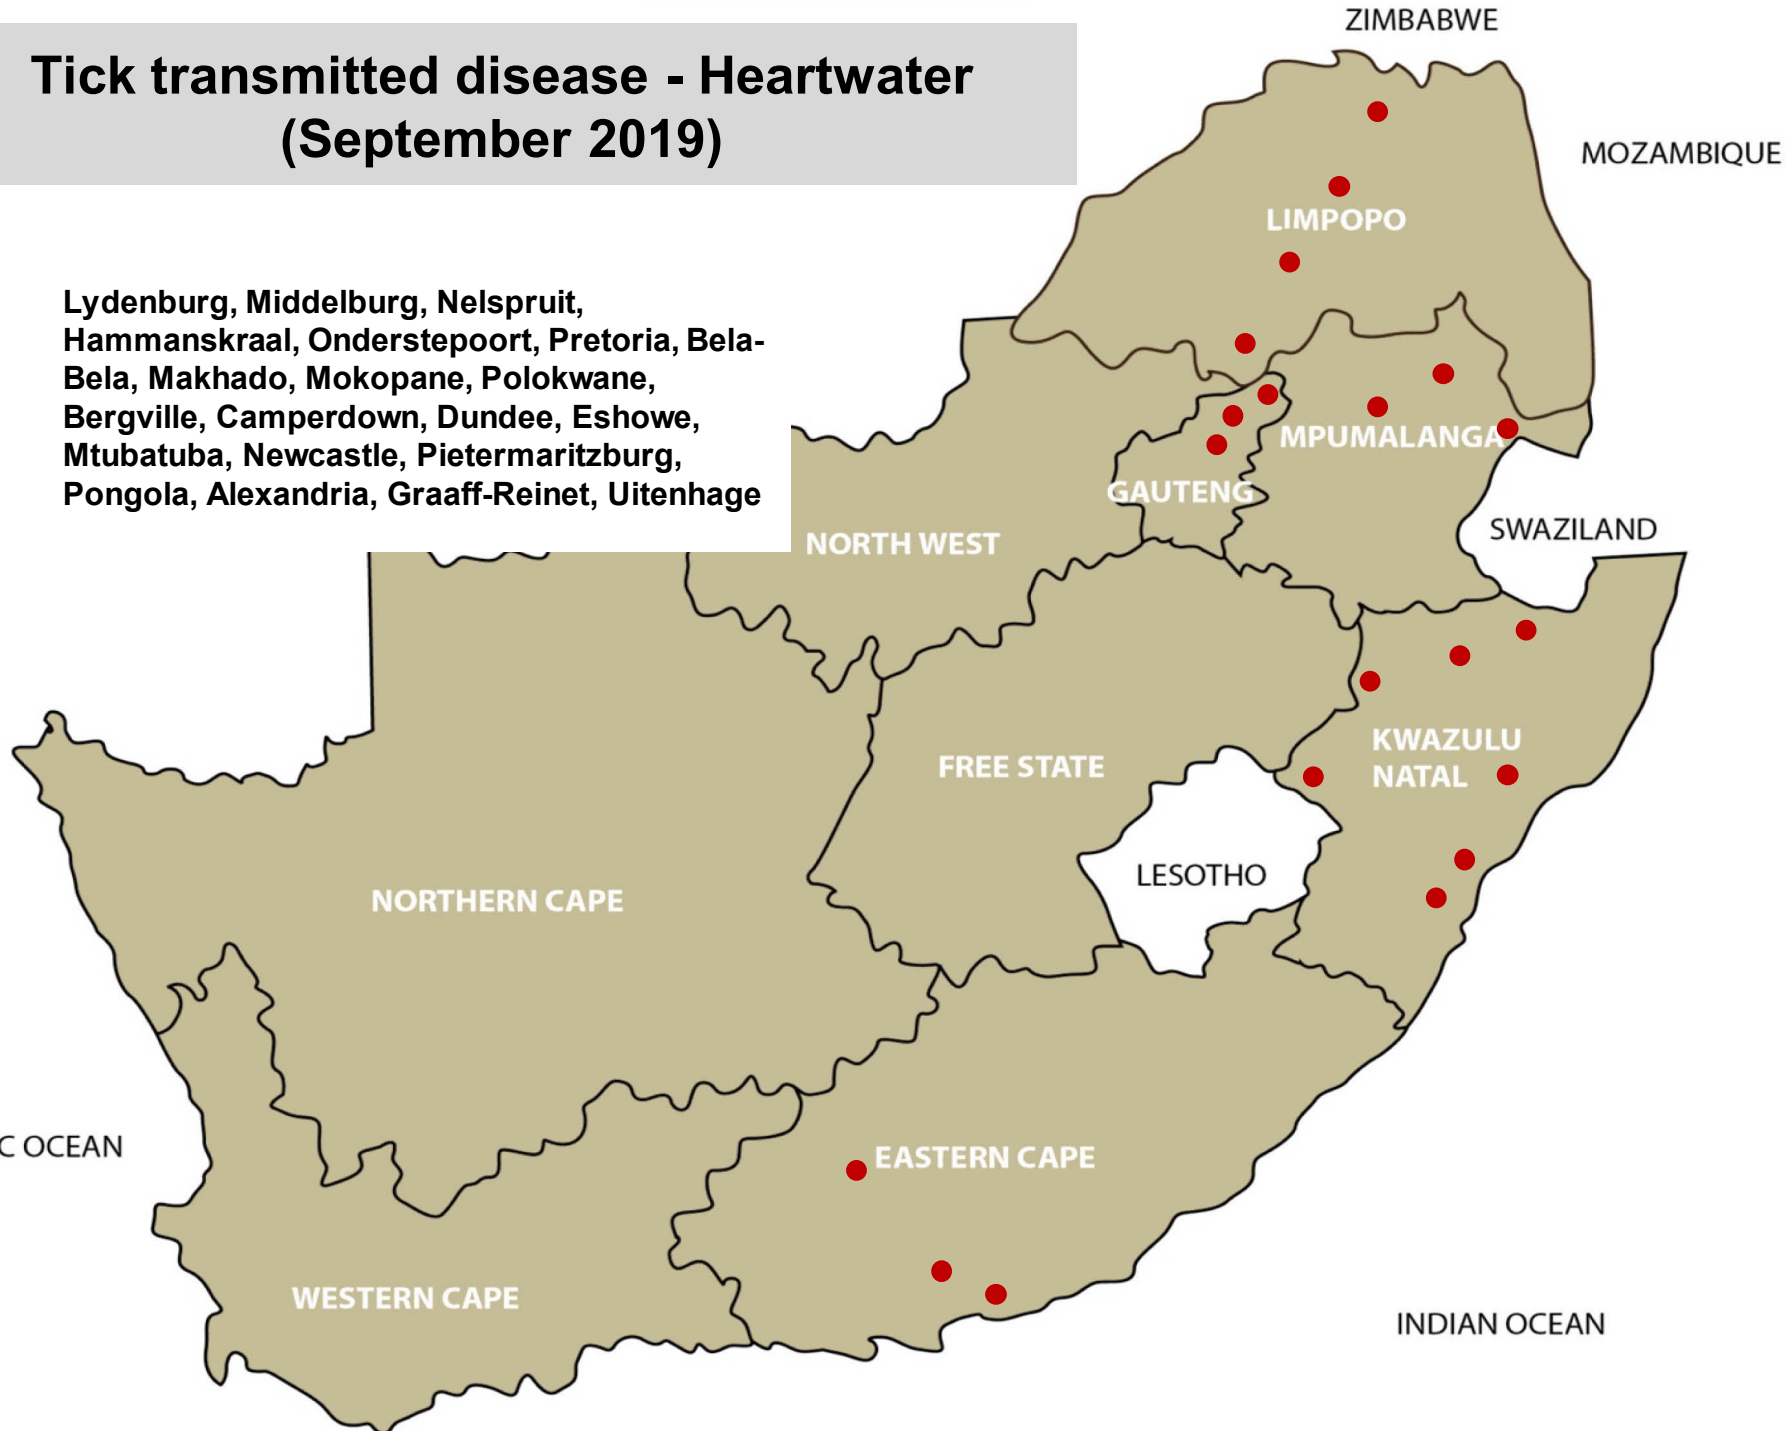 Tick transmitted disease - Heartwater
(September 2019)
Lydenburg, Middelburg, Nelspruit,
Hammanskraal, Onderstepoort, Pretoria, Bela-
Bela, Makhado, Mokopane, Polokwane,
Bergville, Camperdown, Dundee, Eshowe,
Mtubatuba, Newcastle, Pietermaritzburg,
Pongola, Alexandria, Graaff-Reinet, Uitenhage
ZIMBABWE
MOZAMBIQUE
LIMPOPO
MPUMALANGA
GAUTENG
SWAZILAND
NORTH WEST
KWAZULU
NATAL
FREE STATE
LESOTHO
NORTHERN CAPE
C OCEAN
EASTERN CAPE
WESTERN CAPE
INDIAN OCEAN